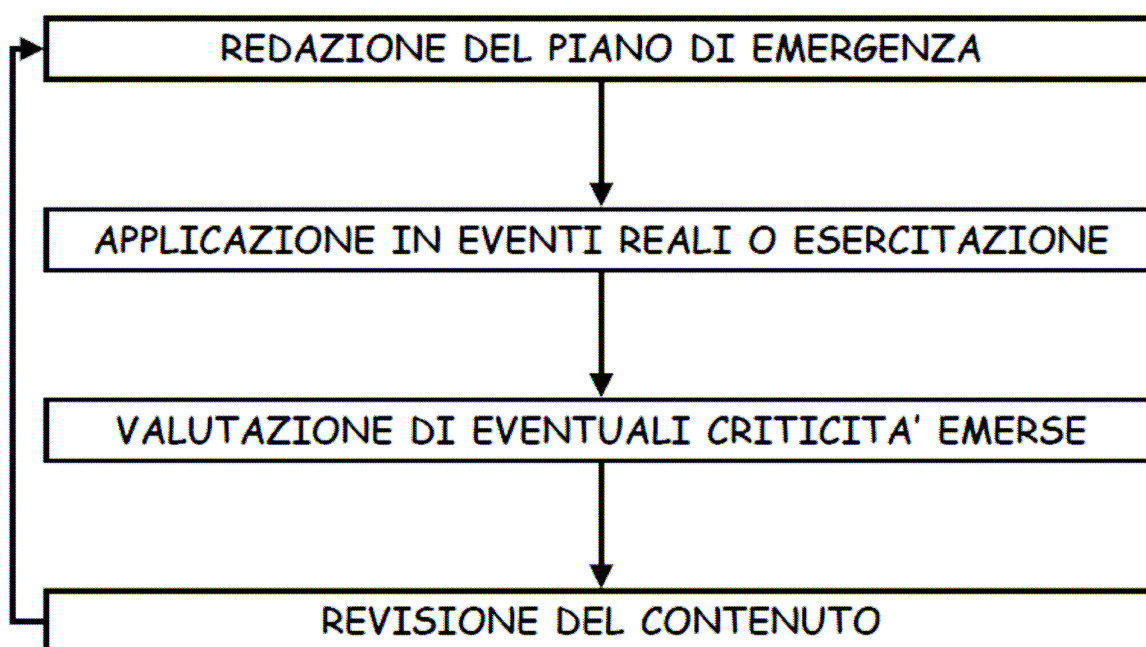 REDAZIONE DEL PIANO DI EMERGENZA
APPLICAZIONE IN EVENTI REALI O ESERCITAZIONE
VALUTAZIONE DI EVENTUALI CRITICITA' EMERSE
REVISIONE DEL CONTENUTO